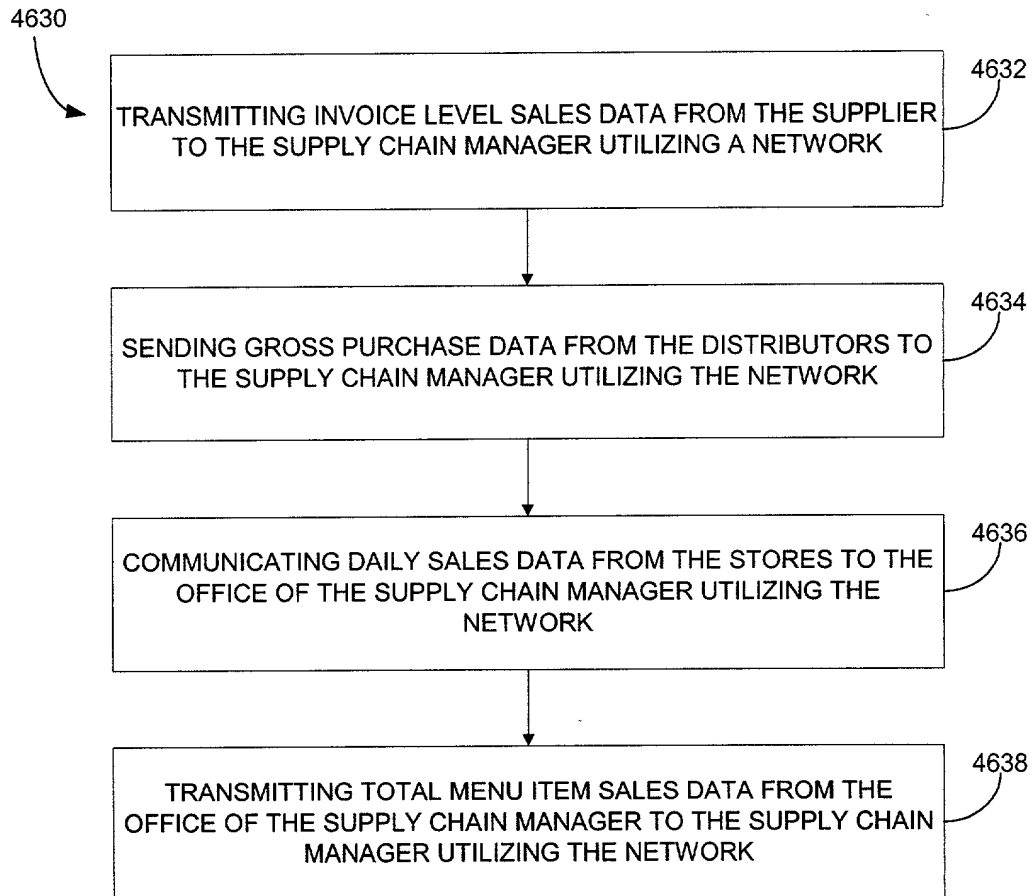 4630
4632
TRANSMITTING INVOICE LEVEL SALES DATA FROM THE SUPPLIER
TO THE SUPPLY CHAIN MANAGER UTILIZING A NETWORK
4634
SENDING GROSS PURCHASE DATA FROM THE DISTRIBUTORS TO
THE SUPPLY CHAIN MANAGER UTILIZING THE NETWORK
4636
COMMUNICATING DAILY SALES DATA FROM THE STORES TO THE
OFFICE OF THE SUPPLY CHAIN MANAGER UTILIZING THE
NETWORK
4638
TRANSMITTING TOTAL MENU ITEM SALES DATA FROM THE
OFFICE OF THE SUPPLY CHAIN MANAGER TO THE SUPPLY CHAIN
MANAGER UTILIZING THE NETWORK